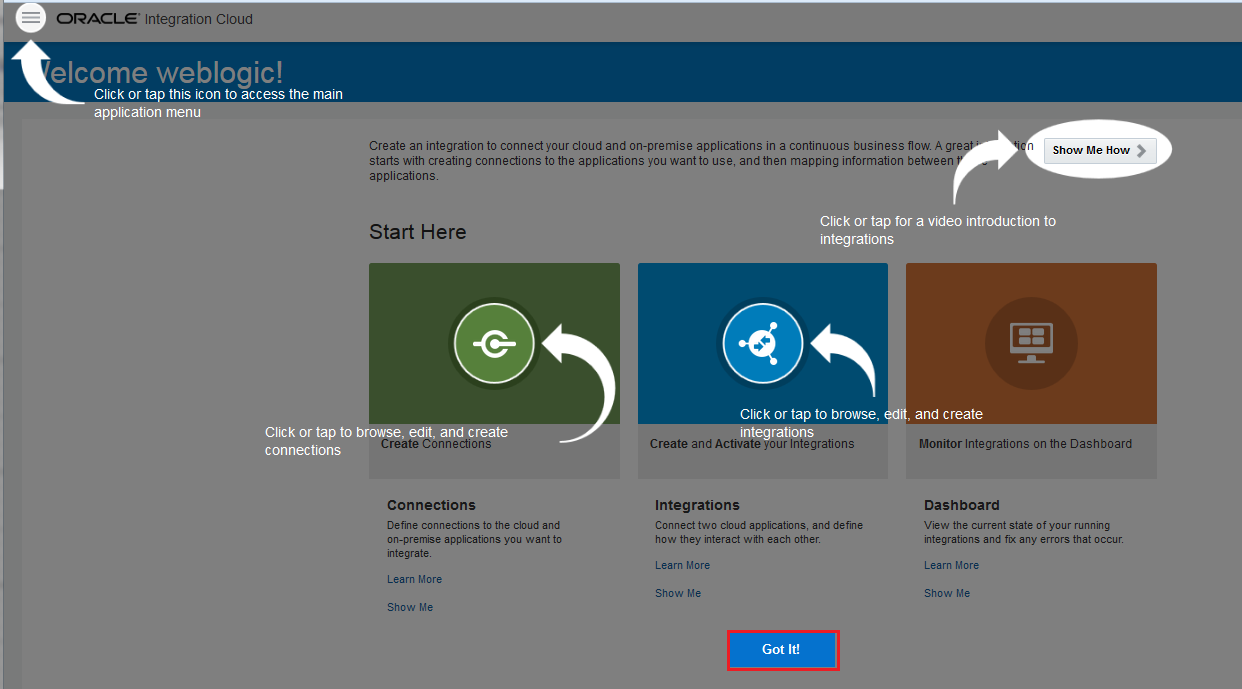 ORACLE Integration Cloud
Welcome weblogic!
Click or tap this icon to access the main
application menu
Create an integration to connect your cloud and on-premise applications in a continuous business flow. A great
starts with creating connections to the applications you want to use, and then mapping information between
applications.
Show Me How
Click or tap for a video introduction to
integrations
Start Here
Click or tap to browse, edit, and create
connections
Create Connections
Click or tap to browse, edit, and create
integrations
Create and Activate your Integrations
Monitor Integrations on the Dashboard
Connections
Define connections to the cloud and
on-premise applications you want to
integrate.
Learn More
Show Me
Integrations
Connect two cloud applications, and define
how they interact with each other.
Learn More
Show Me
Dashboard
View the current state of your running
integrations and fix any errors that occur.
Learn More
Show Me
Got It!